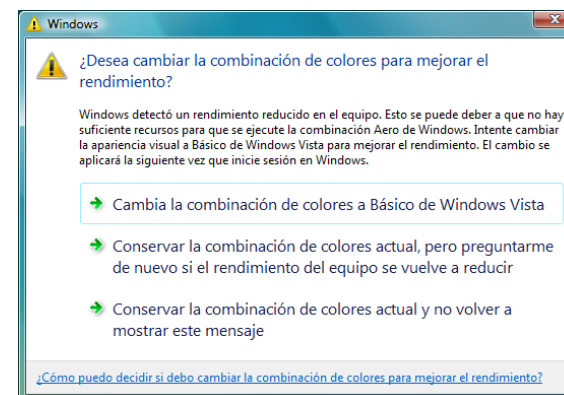 Windows
¿Desea cambiar la combinación de colores para mejorar el
rendimiento?
Windows detectó un rendimiento reducido en el equipo. Esto se puede deber a que no hay
suficiente recursos para que se ejecute la combinación Aero de Windows. Intente cambiar
la apariencia visual a Básico de Windows Vista para mejorar el rendimiento. El cambio se
aplicará la siguiente vez que inicie sesión en Windows.
Cambia la combinación de colores a Básico de Windows Vista
Conservar la combinación de colores actual, pero preguntarme
de nuevo si el rendimiento del equipo se vuelve a reducir
Conservar la combinación de colores actual y no volver a
mostrar este mensaje
¿Cómo puedo decidir si debo cambiar la combinación de colores para mejorar el rendimiento?